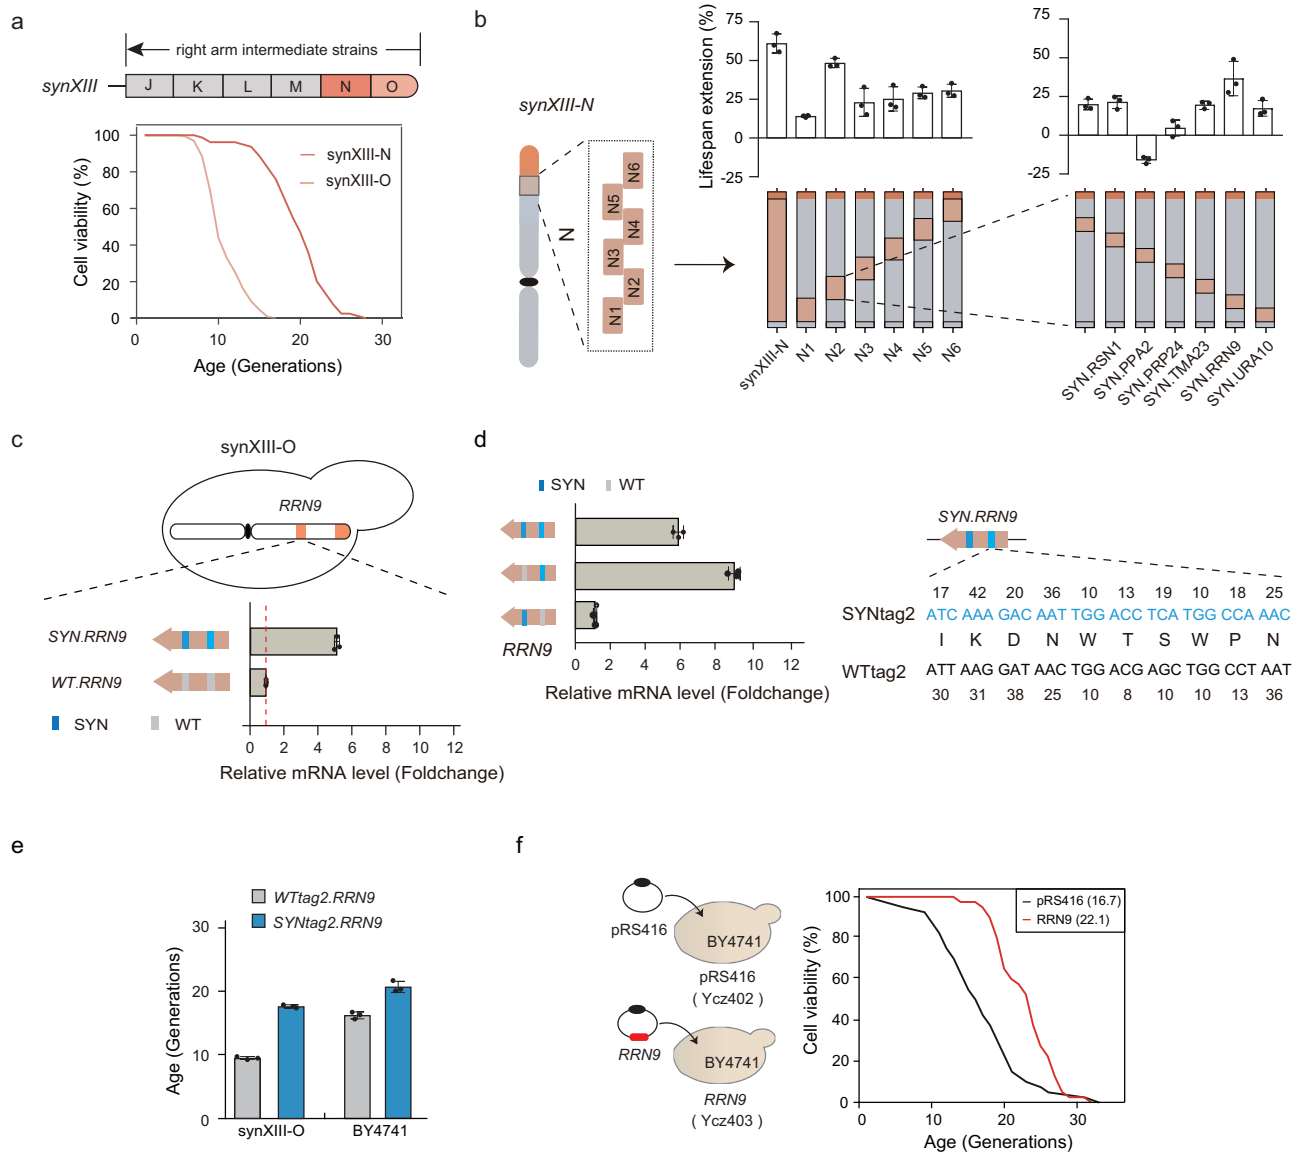 a
right arm intermediate strains
synXIII
J K L M N O
Cell viability (%)
100
80
60
40
20
0
synXIII-N
synXIII-O
0 10 20 30
Age (Generations)
b
synXIII-N
N
N6
N5
N4
N3
N2
N1
Lifespan extension (%)
75
50
25
0
-25
synXIII-N N1 N2 N3 N4 N5 N6
75
50
25
0
-25
SYN.RSN1 SYN.PPA2 SYN.PRP24 SYN.TMA23 SYN.RRN9 SYN.URA10
c
synXIII-O
RRN9
SYN.RRN9
WT.RRN9
SYN WT
0 2 4 6 8 10 12
Relative mRNA level (Foldchange)
d
SYN WT
RRN9
0 2 4 6 8 10 12
Relative mRNA level (Foldchange)
SYN.RRN9
17 42 20 36 10 13 19 10 18 25
SYNtag2 ATC AAA GAC AAT TGG ACC TCA TGG CCA AAC
I K D N W T S W P N
WTtag2 ATT AAG GAT AAC TGG ACG AGC TGG CCT AAT
30 31 38 25 10 8 10 10 13 36
e
WTtag2.RRN9
SYNtag2.RRN9
Age (Generations)
30
20
10
0
synXIII-O BY4741
f
pRS416
BY4741
pRS416
( Ycz402 )
RRN9
BY4741
RRN9
( Ycz403 )
Cell viability (%)
100
80
60
40
20
0
pRS416 (16.7)
RRN9 (22.1)
0 10 20 30
Age (Generations)